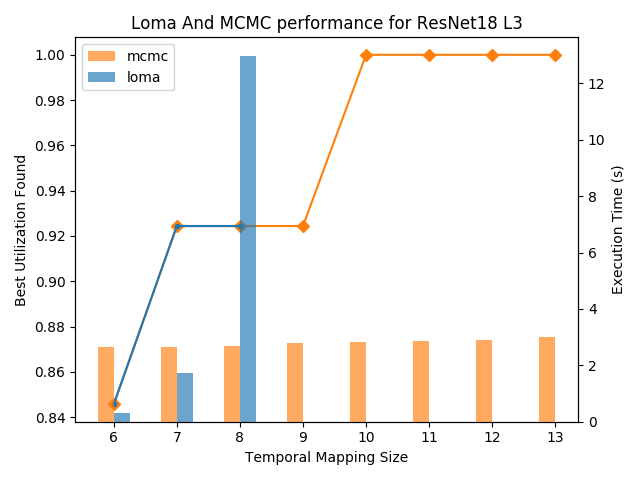 Loma And MCMC performance for ResNet18 L3
mcmc
loma
Best Utilization Found
1.00
0.98
0.96
0.94
0.92
0.90
0.88
0.86
0.84
12
10
8
6
4
2
0
Execution Time (s)
6 7 8 9 10 11 12 13
Temporal Mapping Size